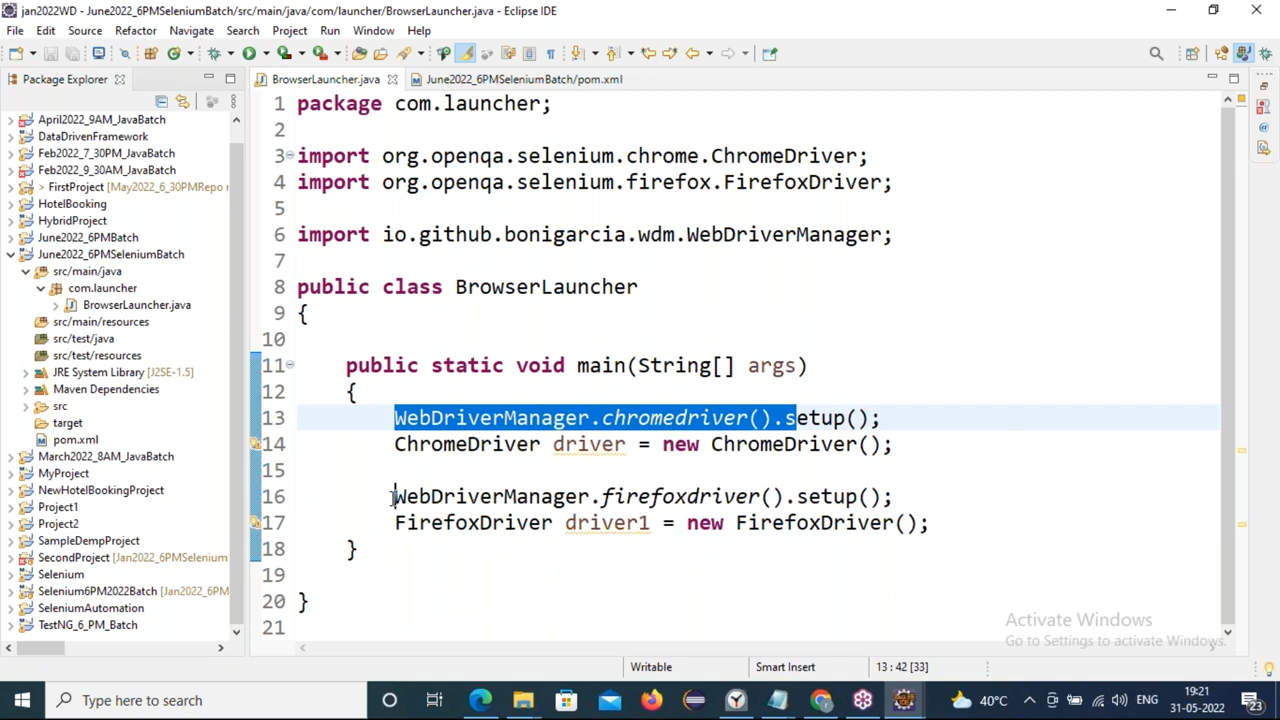 jan2022WD - June2022_6PMSeleniumBatch/src/main/java/com/launcher/BrowserLauncher.java - Eclipse IDE
File Edit Source Refactor Navigate Search Project Run Window Help
Package Explorer
BrowserLauncher.java
June2022_6PMSeleniumBatch/pom.xml
April2022_9AM_JavaBatch
DataDrivenFramework
Feb2022_7_30PM_JavaBatch
Feb2022_9_30AM_JavaBatch
> FirstProject [May2022_6_30PMRepo r
HotelBooking
HybridProject
June2022_6PMBatch
June2022_6PMSeleniumBatch
src/main/java
com.launcher
BrowserLauncher.java
src/main/resources
src/test/java
src/test/resources
JRE System Library [J2SE-1.5]
Maven Dependencies
src
target
pom.xml
March2022_8AM_JavaBatch
MyProject
NewHotelBookingProject
Project1
Project2
SampleDempProject
SecondProject [Jan2022_6PMSelenium
Selenium
Selenium6PM2022Batch [Jan2022_6PM
SeleniumAutomation
TestNG_6_PM_Batch
1 package com.launcher;
2
3 import org.openqa.selenium.chrome.ChromeDriver;
4 import org.openqa.selenium.firefox.FirefoxDriver;
5
6 import io.github.bonigarcia.wdm.WebDriverManager;
7
8 public class BrowserLauncher
9 {
10
11 public static void main(String[] args)
12 {
13 WebDriverManager.chromedriver().setup();
14 ChromeDriver driver = new ChromeDriver();
15
16 WebDriverManager.firefoxdriver().setup();
17 FirefoxDriver driver1 = new FirefoxDriver();
18 }
19
20 }
21
Activate Windows
Go to Settings to activate Windows.
Writable Smart Insert 13 : 42 [33]
Type here to search
40°C
ENG
19:21
31-05-2022
23